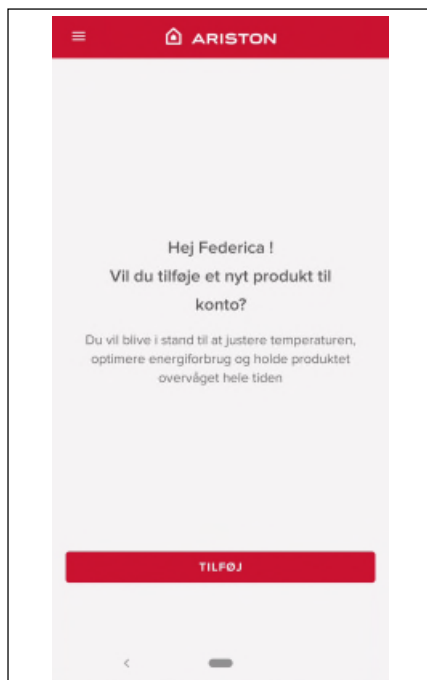 ARISTON
Hej Federica !
Vil du tilføje et nyt produkt til
konto?
Du vil blive i stand til at justere temperaturen,
optimere energiforbrug og holde produktet
overvåget hele tiden
TILFØJ